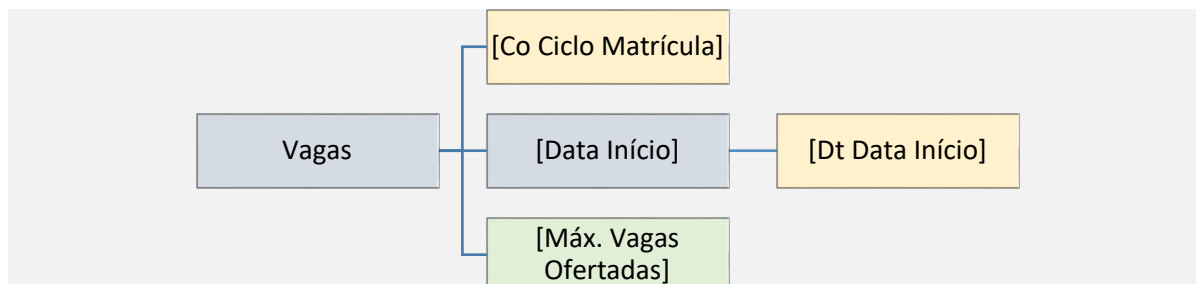 [Co Ciclo Matrícula]
Vagas
[Data Início]
[Dt Data Início]
[Máx. Vagas
Ofertadas]